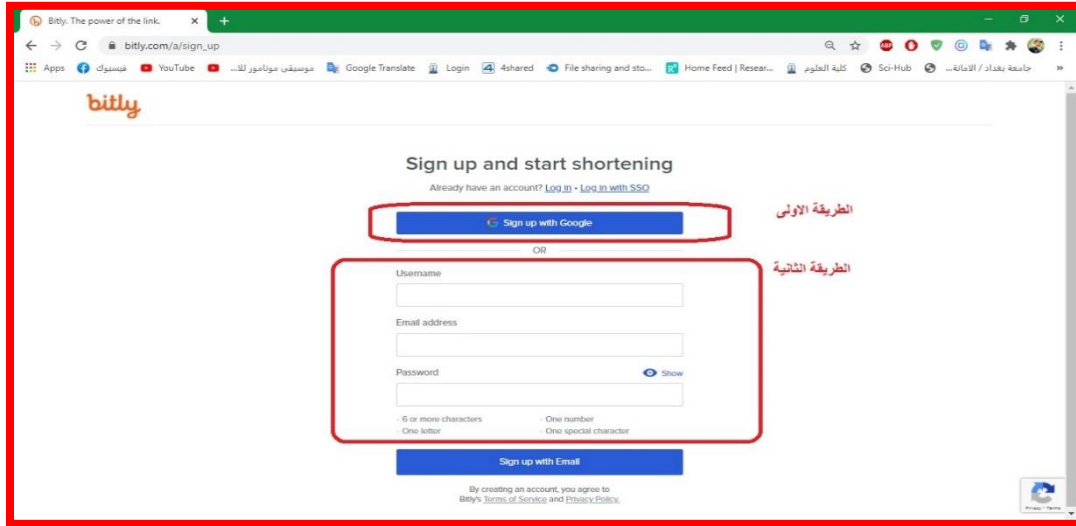 Bitly. The power of the link.
bitly.com/a/sign_up
Apps فيسبوك YouTube موسيقى موتامور للا... Google Translate Login 4shared File sharing and sto... Home Feed | Resear... كلية العلوم Sci-Hub جامعة بغداد / الامانة... »
bitly
Sign up and start shortening
Already have an account? Log in • Log in with SSO
الطريقة الاولى
G Sign up with Google
OR
الطريقة الثانية
Username
Email address
Password Show
- 6 or more characters - One number
- One letter - One special character
Sign up with Email
By creating an account, you agree to
Bitly's Terms of Service and Privacy Policy.
Privacy - Terms